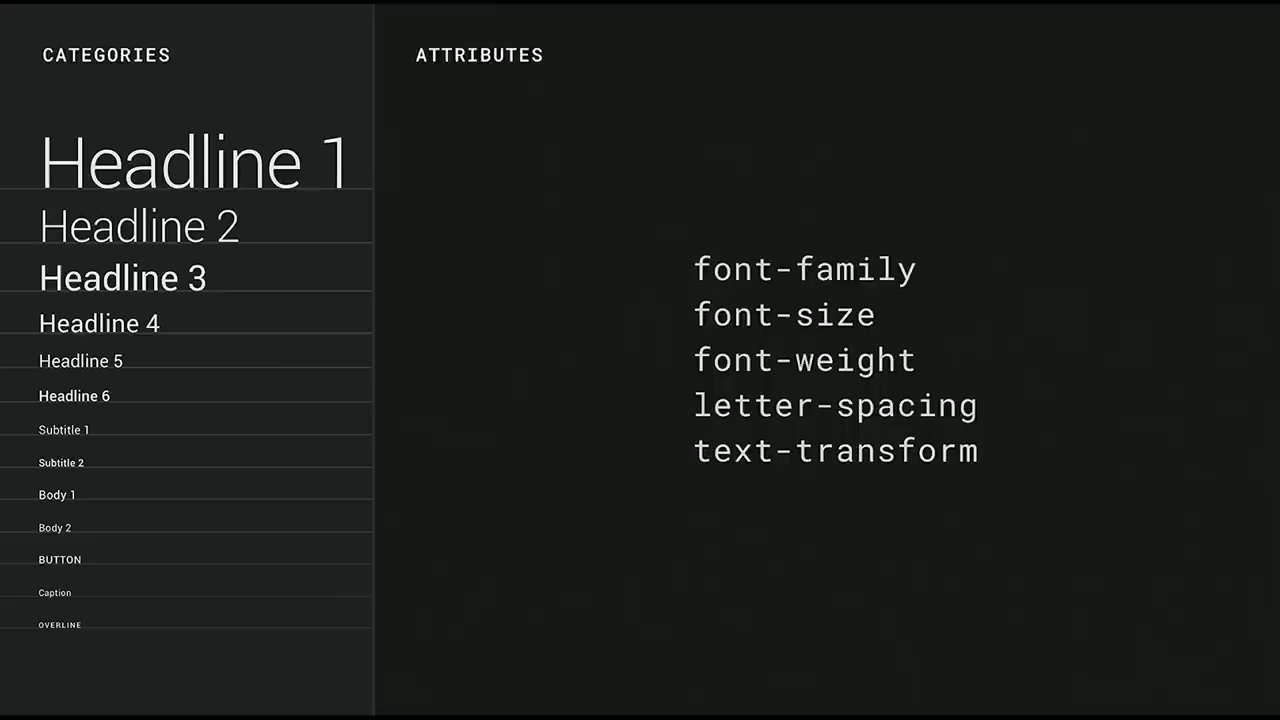 CATEGORIES
Headline 1
Headline 2
Headline 3
Headline 4
Headline 5
Headline 6
Subtitle 1
Subtitle 2
Body 1
Body 2
BUTTON
Caption
OVERLINE
ATTRIBUTES
font-family
font-size
font-weight
letter-spacing
text-transform